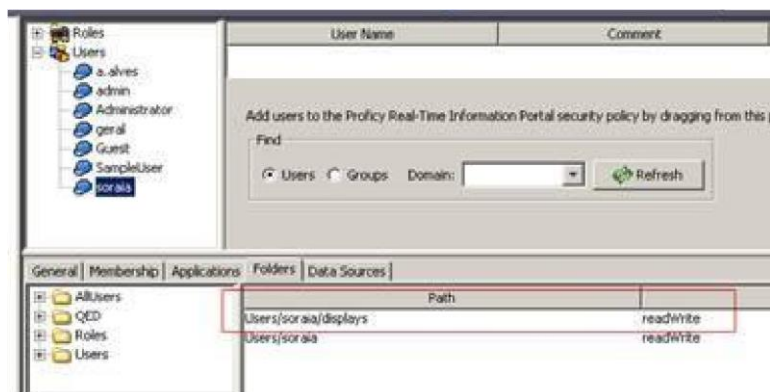 Roles
Users
a.alves
admin
Administrator
geral
Guest
SampleUser
soraia
User Name Comment
Add users to the Proficy Real-Time Information Portal security policy by dragging from this
Find
Users Groups Domain: Refresh
General Membership Applications Folders Data Sources
AllUsers
QED
Roles
Users
Path
Users/soraia/displays readWrite
Users/soraia readWrite